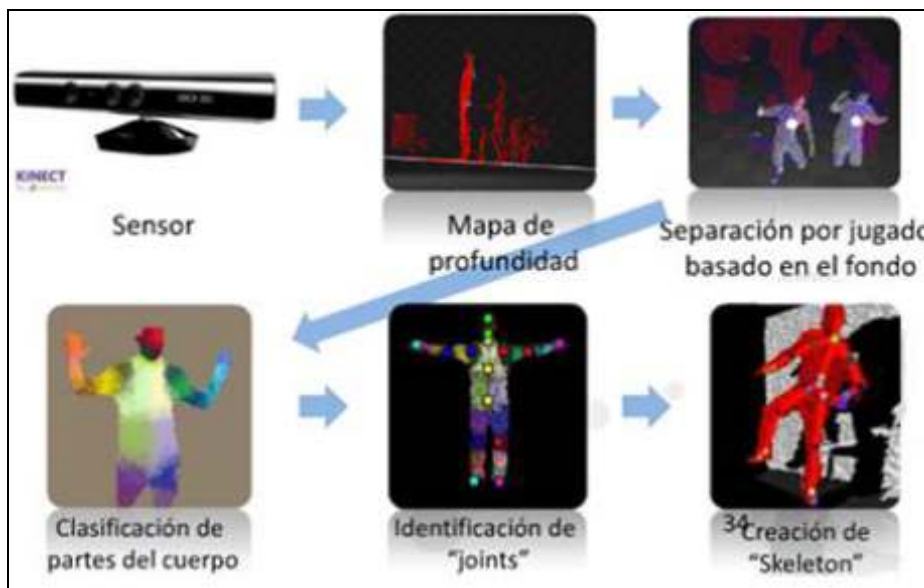 KINECT
Sensor
Mapa de
profundidad
Separación por jugado
basado en el fondo
Clasificación de
partes del cuerpo
Identificación de
"joints"
34
Creación de
"Skeleton"